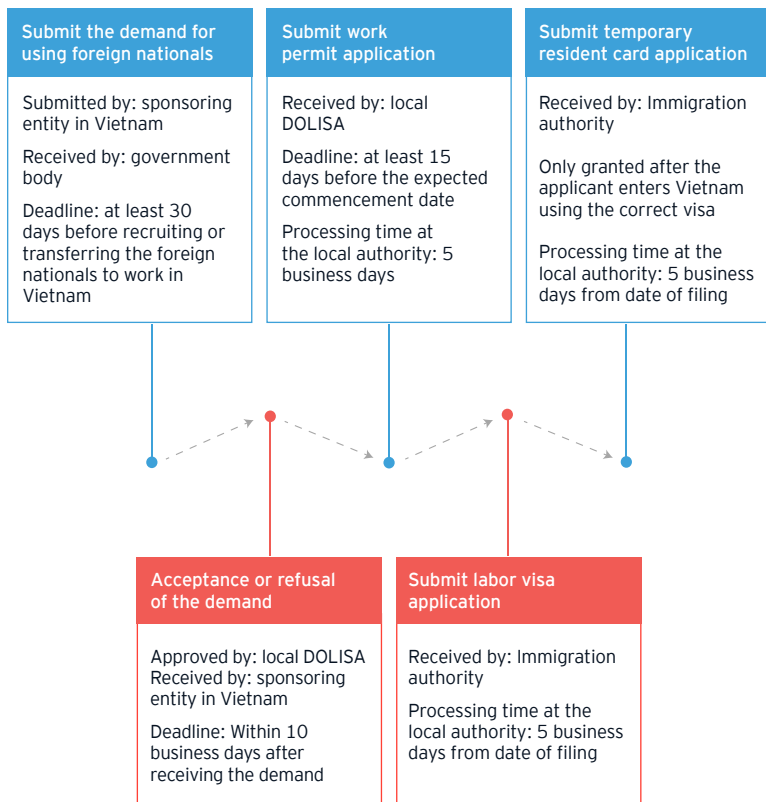 Submit the demand for
using foreign nationals
Submitted by: sponsoring
entity in Vietnam
Received by: government
body
Deadline: at least 30
days before recruiting or
transferring the foreign
nationals to work in
Vietnam
Submit work
permit application
Received by: local
DOLISA
Deadline: at least 15
days before the expected
commencement date
Processing time at
the local authority: 5
business days
Submit temporary
resident card application
Received by: Immigration
authority
Only granted after the
applicant enters Vietnam
using the correct visa
Processing time at the
local authority: 5 business
days from date of filing
Acceptance or refusal
of the demand
Approved by: local DOLISA
Received by: sponsoring
entity in Vietnam
Deadline: Within 10
business days after
receiving the demand
Submit labor visa
application
Received by: Immigration
authority
Processing time at the
local authority: 5 business
days from date of filing